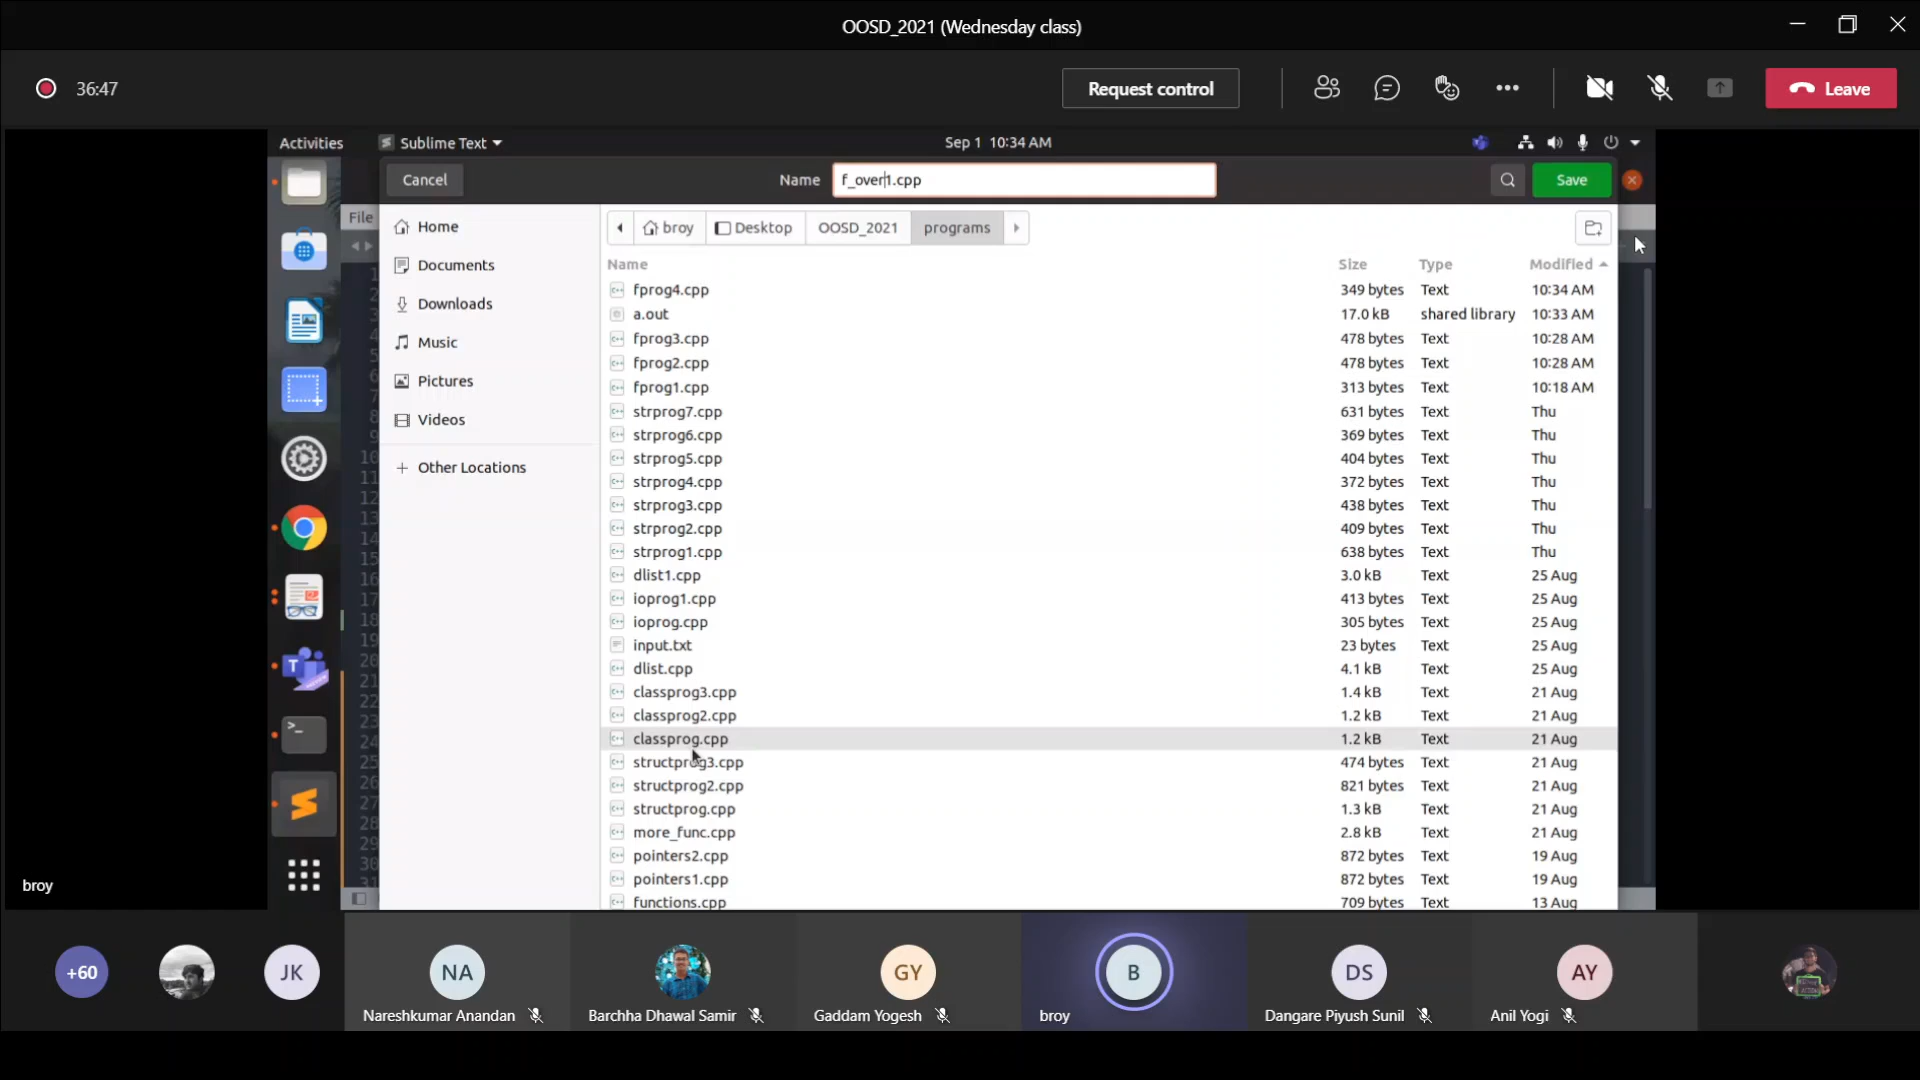 OOSD_2021 (Wednesday class)
36:47
Request control
Leave
Activities
Sublime Text
Sep 1 10:34 AM
Cancel
Name
f_over1.cpp
Save
File
Home
Documents
Downloads
Music
Pictures
Videos
Other Locations
broy
Desktop
OOSD_2021
programs
Name Size Type Modified
fprog4.cpp 349 bytes Text 10:34 AM
a.out 17.0 kB shared library 10:33 AM
fprog3.cpp 478 bytes Text 10:28 AM
fprog2.cpp 478 bytes Text 10:28 AM
fprog1.cpp 313 bytes Text 10:18 AM
strprog7.cpp 631 bytes Text Thu
strprog6.cpp 369 bytes Text Thu
strprog5.cpp 404 bytes Text Thu
strprog4.cpp 372 bytes Text Thu
strprog3.cpp 438 bytes Text Thu
strprog2.cpp 409 bytes Text Thu
strprog1.cpp 638 bytes Text Thu
dlist1.cpp 3.0 kB Text 25 Aug
ioprog1.cpp 413 bytes Text 25 Aug
ioprog.cpp 305 bytes Text 25 Aug
input.txt 23 bytes Text 25 Aug
dlist.cpp 4.1 kB Text 25 Aug
classprog3.cpp 1.4 kB Text 21 Aug
classprog2.cpp 1.2 kB Text 21 Aug
classprog.cpp 1.2 kB Text 21 Aug
structprog3.cpp 474 bytes Text 21 Aug
structprog2.cpp 821 bytes Text 21 Aug
structprog.cpp 1.3 kB Text 21 Aug
more_func.cpp 2.8 kB Text 21 Aug
pointers2.cpp 872 bytes Text 19 Aug
pointers1.cpp 872 bytes Text 19 Aug
functions.cpp 709 bytes Text 13 Aug
broy
+60
JK
NA
Nareshkumar Anandan
Barchha Dhawal Samir
GY
Gaddam Yogesh
B
broy
DS
Dangare Piyush Sunil
AY
Anil Yogi